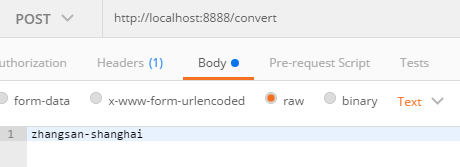 POST http://localhost:8888/convert
uthorization Headers (1) Body Pre-request Script Tests
form-data x-www-form-urlencoded raw binary Text
1 zhangsan-shanghai